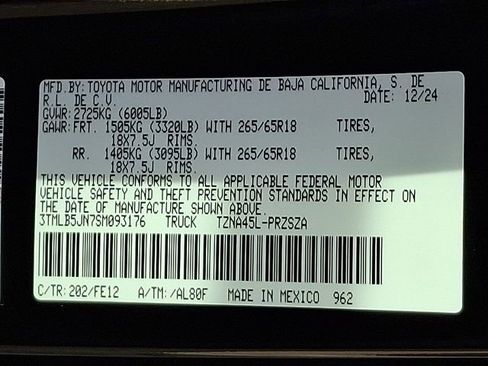 MFD.BY:TOYOTA MOTOR MANUFACTURING DE BAJA CALIFORNIA, S. DE
R.L. DE C.V. DATE: 12/24
GVWR: 2725KG (6005LB)
GAWR:FRT. 1505KG (3320LB) WITH 265/65R18 TIRES,
18X7.5J RIMS.
RR. 1405KG (3095LB) WITH 265/65R18 TIRES,
18X7.5J RIMS.
THIS VEHICLE CONFORMS TO ALL APPLICABLE FEDERAL MOTOR
VEHICLE SAFETY AND THEFT PREVENTION STANDARDS IN EFFECT ON
THE DATE OF MANUFACTURE SHOWN ABOVE.
3TMLB5JN7SM093176 TRUCK TZNA45L-PRZSZA
C/TR:202/FE12 A/TM:/AL80F MADE IN MEXICO 962